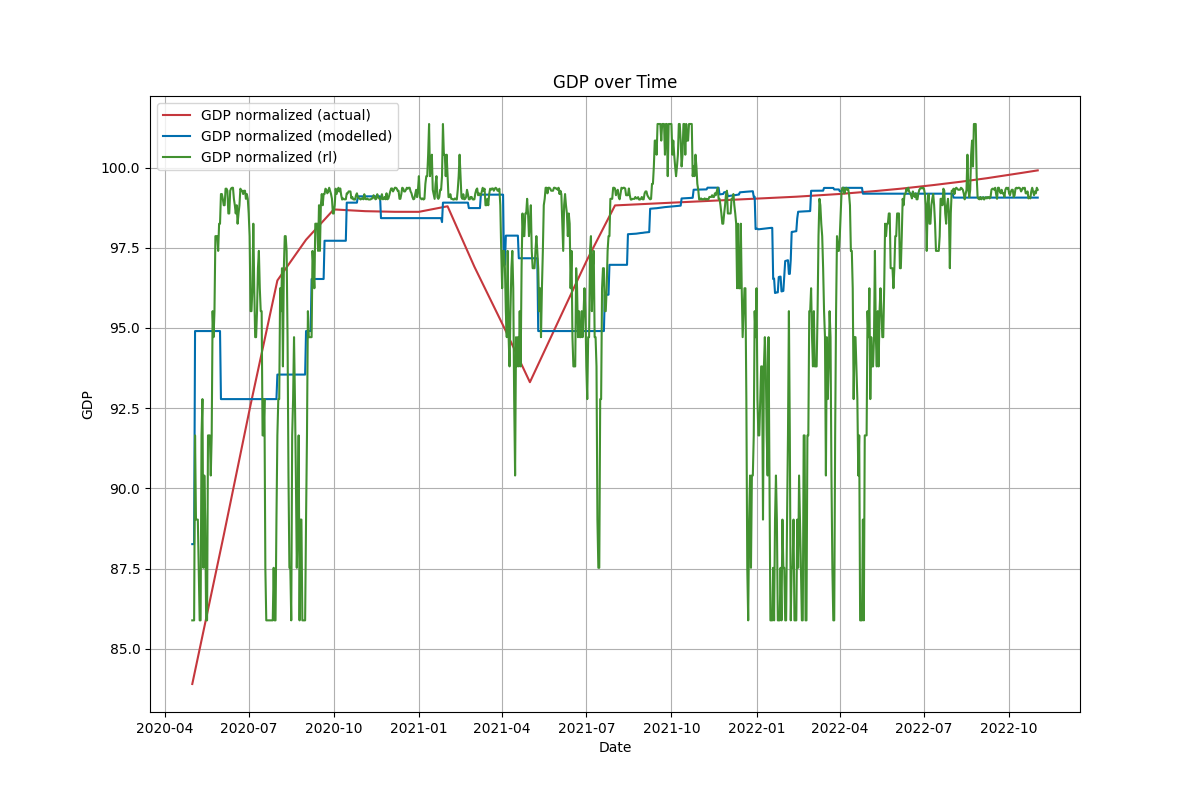 GDP over Time
GDP normalized (actual)
GDP normalized (modelled)
GDP normalized (rl)
100.0
97.5
95.0
92.5
90.0
87.5
85.0
GDP
2020-04 2020-07 2020-10 2021-01 2021-04 2021-07 2021-10 2022-01 2022-04 2022-07 2022-10
Date